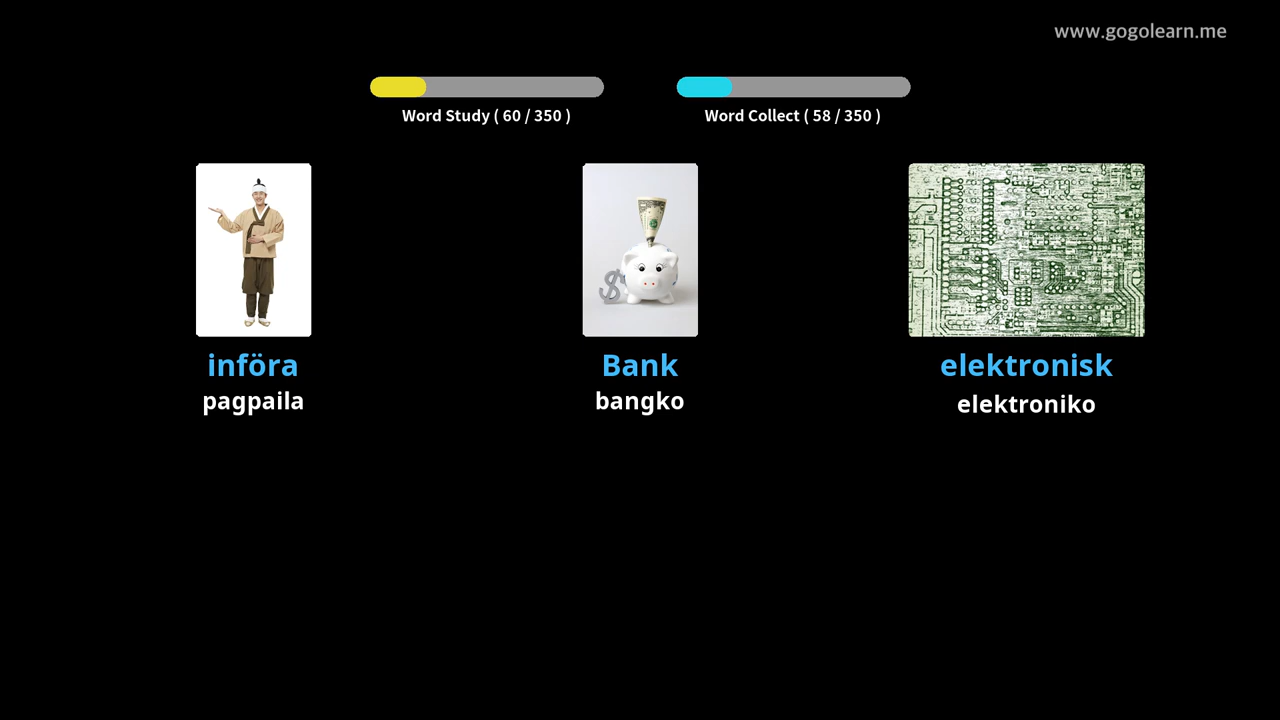 www.gogolearn.me
Word Study ( 60 / 350 )
Word Collect ( 58 / 350 )
införa
pagpaila
Bank
bangko
elektronisk
elektroniko